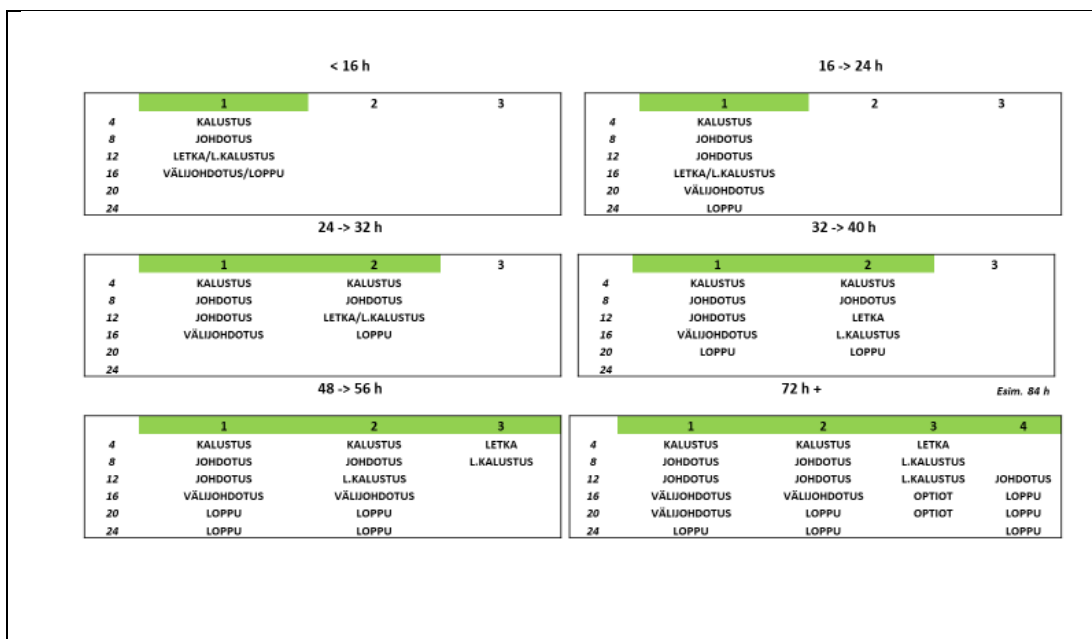 < 16 h
1 2 3
4 KALUSTUS
8 JOHDOTUS
12 LETKA/L.KALUSTUS
16 VÄLIJOHDOTUS/LOPPU
20
24
16 -> 24 h
1 2 3
4 KALUSTUS
8 JOHDOTUS
12 JOHDOTUS
16 LETKA/L.KALUSTUS
20 VÄLIJOHDOTUS
24 LOPPU
24 -> 32 h
1 2 3
4 KALUSTUS KALUSTUS
8 JOHDOTUS JOHDOTUS
12 JOHDOTUS LETKA/L.KALUSTUS
16 VÄLIJOHDOTUS LOPPU
20
24
32 -> 40 h
1 2 3
4 KALUSTUS KALUSTUS
8 JOHDOTUS JOHDOTUS
12 JOHDOTUS LETKA
16 VÄLIJOHDOTUS L.KALUSTUS
20 LOPPU LOPPU
24
48 -> 56 h
1 2 3
4 KALUSTUS KALUSTUS LETKA
8 JOHDOTUS JOHDOTUS L.KALUSTUS
12 JOHDOTUS L.KALUSTUS
16 VÄLIJOHDOTUS VÄLIJOHDOTUS
20 LOPPU LOPPU
24 LOPPU LOPPU
72 h + Esim. 84 h
1 2 3 4
4 KALUSTUS KALUSTUS LETKA
8 JOHDOTUS JOHDOTUS L.KALUSTUS
12 JOHDOTUS JOHDOTUS L.KALUSTUS JOHDOTUS
16 VÄLIJOHDOTUS VÄLIJOHDOTUS OPTIOT LOPPU
20 VÄLIJOHDOTUS LOPPU OPTIOT LOPPU
24 LOPPU LOPPU LOPPU